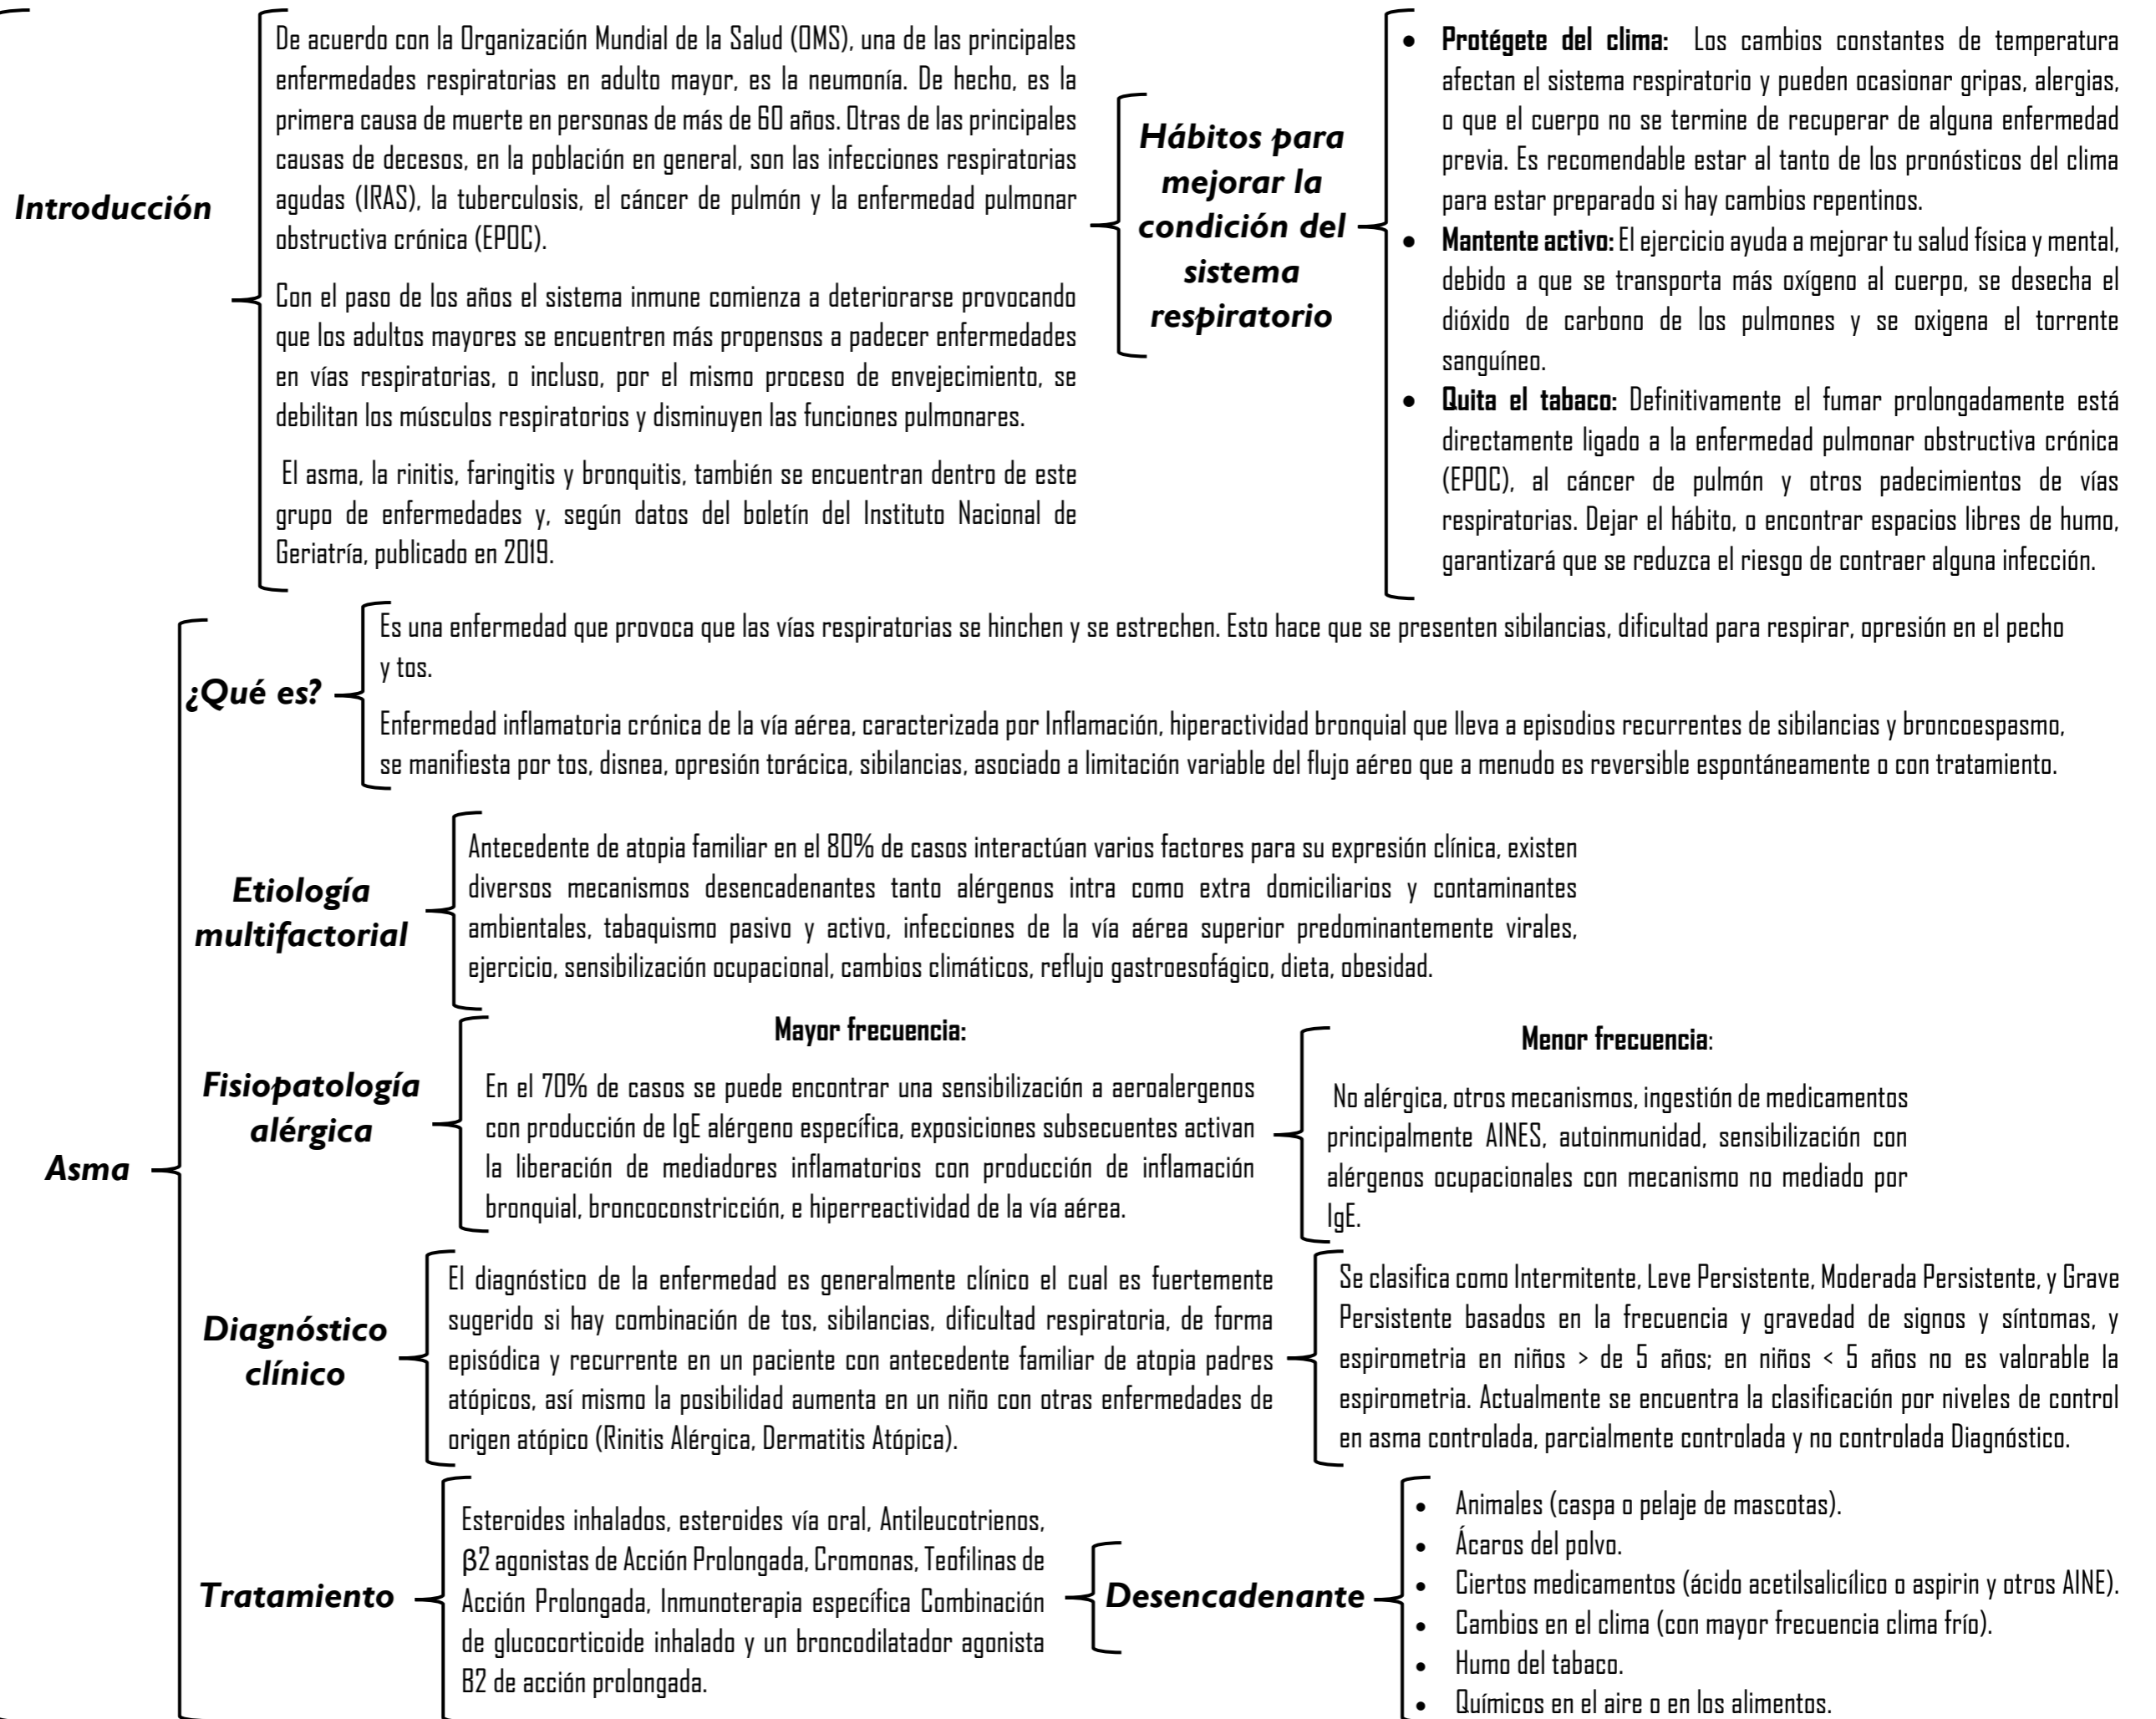 Introducción
De acuerdo con la Organización Mundial de la Salud (OMS), una de las principales
enfermedades respiratorias en adulto mayor, es la neumonía. De hecho, es la
primera causa de muerte en personas de más de 60 años. Otras de las principales
causas de decesos, en la población en general, son las infecciones respiratorias
agudas (IRAS), la tuberculosis, el cáncer de pulmón y la enfermedad pulmonar
obstructiva crónica (EPOC).
Con el paso de los años el sistema inmune comienza a deteriorarse provocando
que los adultos mayores se encuentren más propensos a padecer enfermedades
en vías respiratorias, o incluso, por el mismo proceso de envejecimiento, se
debilitan los músculos respiratorios y disminuyen las funciones pulmonares.
El asma, la rinitis, faringitis y bronquitis, también se encuentran dentro de este
grupo de enfermedades y, según datos del boletín del Instituto Nacional de
Geriatría, publicado en 2019.
Hábitos para
mejorar la
condición del
sistema
respiratorio
• Protégete del clima: Los cambios constantes de temperatura
afectan el sistema respiratorio y pueden ocasionar gripas, alergias,
o que el cuerpo no se termine de recuperar de alguna enfermedad
previa. Es recomendable estar al tanto de los pronósticos del clima
para estar preparado si hay cambios repentinos.
• Mantente activo: El ejercicio ayuda a mejorar tu salud física y mental,
debido a que se transporta más oxígeno al cuerpo, se desecha el
dióxido de carbono de los pulmones y se oxigena el torrente
sanguíneo.
• Quita el tabaco: Definitivamente el fumar prolongadamente está
directamente ligado a la enfermedad pulmonar obstructiva crónica
(EPOC), al cáncer de pulmón y otros padecimientos de vías
respiratorias. Dejar el hábito, o encontrar espacios libres de humo,
garantizará que se reduzca el riesgo de contraer alguna infección.
Asma
¿Qué es?
Es una enfermedad que provoca que las vías respiratorias se hinchen y se estrechen. Esto hace que se presenten sibilancias, dificultad para respirar, opresión en el pecho
y tos.
Enfermedad inflamatoria crónica de la vía aérea, caracterizada por Inflamación, hiperactividad bronquial que lleva a episodios recurrentes de sibilancias y broncoespasmo,
se manifiesta por tos, disnea, opresión torácica, sibilancias, asociado a limitación variable del flujo aéreo que a menudo es reversible espontáneamente o con tratamiento.
Etiología
multifactorial
Antecedente de atopia familiar en el 80% de casos interactúan varios factores para su expresión clínica, existen
diversos mecanismos desencadenantes tanto alérgenos intra como extra domiciliarios y contaminantes
ambientales, tabaquismo pasivo y activo, infecciones de la vía aérea superior predominantemente virales,
ejercicio, sensibilización ocupacional, cambios climáticos, reflujo gastroesofágico, dieta, obesidad.
Fisiopatología
alérgica
Mayor frecuencia:
En el 70% de casos se puede encontrar una sensibilización a aeroalergenos
con producción de IgE alérgeno específica, exposiciones subsecuentes activan
la liberación de mediadores inflamatorios con producción de inflamación
bronquial, broncoconstricción, e hiperreactividad de la vía aérea.
Menor frecuencia:
No alérgica, otros mecanismos, ingestión de medicamentos
principalmente AINES, autoinmunidad, sensibilización con
alérgenos ocupacionales con mecanismo no mediado por
IgE.
Diagnóstico
clínico
El diagnóstico de la enfermedad es generalmente clínico el cual es fuertemente
sugerido si hay combinación de tos, sibilancias, dificultad respiratoria, de forma
episódica y recurrente en un paciente con antecedente familiar de atopia padres
atópicos, así mismo la posibilidad aumenta en un niño con otras enfermedades de
origen atópico (Rinitis Alérgica, Dermatitis Atópica).
Se clasifica como Intermitente, Leve Persistente, Moderada Persistente, y Grave
Persistente basados en la frecuencia y gravedad de signos y síntomas, y
espirometria en niños > de 5 años; en niños < 5 años no es valorable la
espirometria. Actualmente se encuentra la clasificación por niveles de control
en asma controlada, parcialmente controlada y no controlada Diagnóstico.
Tratamiento
Esteroides inhalados, esteroides vía oral, Antileucotrienos,
β2 agonistas de Acción Prolongada, Cromonas, Teofilinas de
Acción Prolongada, Inmunoterapia específica Combinación
de glucocorticoide inhalado y un broncodilatador agonista
B2 de acción prolongada.
Desencadenante
• Animales (caspa o pelaje de mascotas).
• Ácaros del polvo.
• Ciertos medicamentos (ácido acetilsalicílico o aspirin y otros AINE).
• Cambios en el clima (con mayor frecuencia clima frío).
• Humo del tabaco.
• Químicos en el aire o en los alimentos.